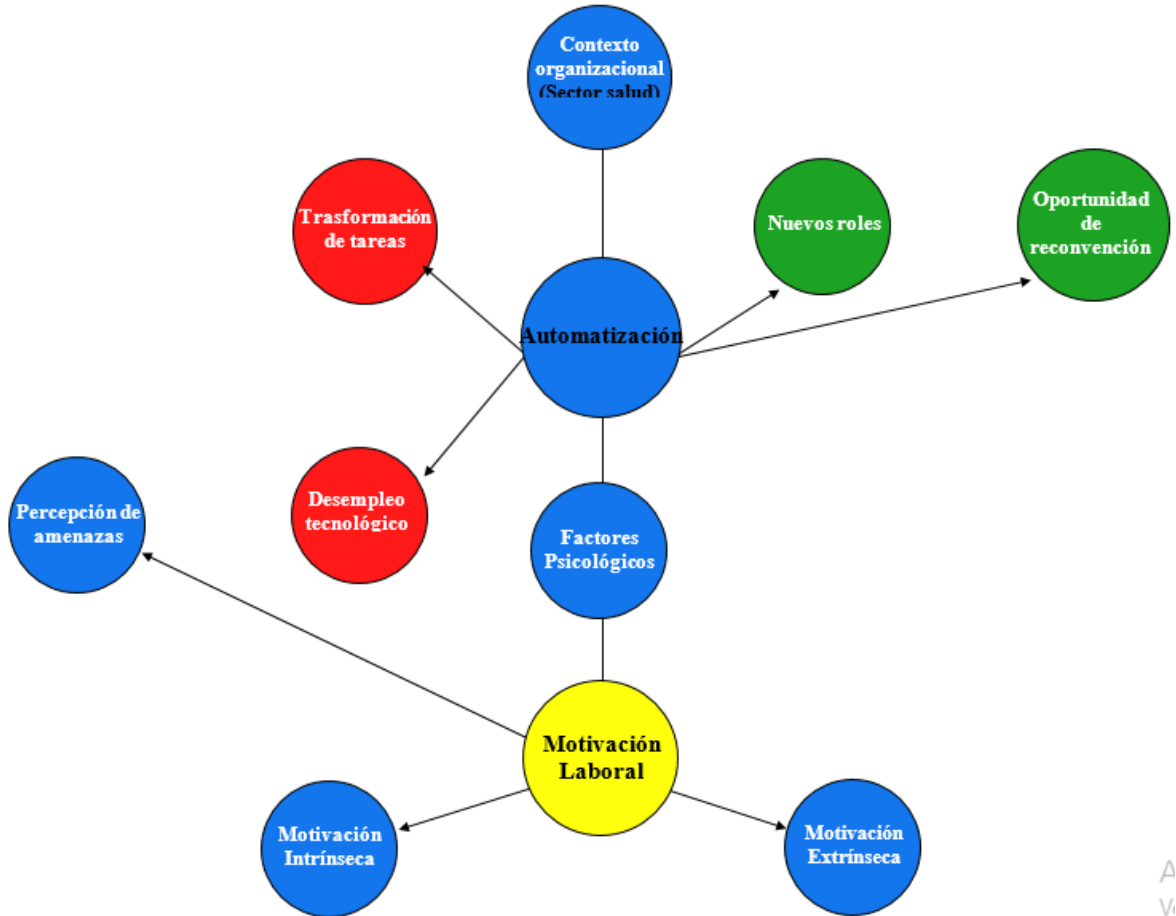 Contexto
organizacional
(Sector salud)
Trasformación
de tareas
Nuevos roles
Oportunidad
de
reconvención
Automatización
Percepción de
amenazas
Desempleo
tecnológico
Factores
Psicológicos
Motivación
Laboral
Motivación
Intrínseca
Motivación
Extrínseca